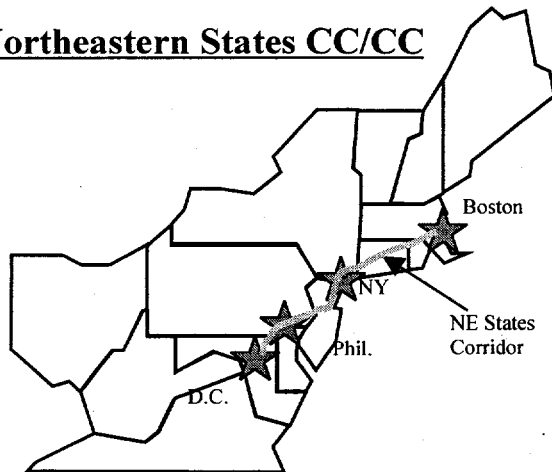 ortheastern States CC/CC
Boston
NY
NE States
Corridor
Phil.
D.C.